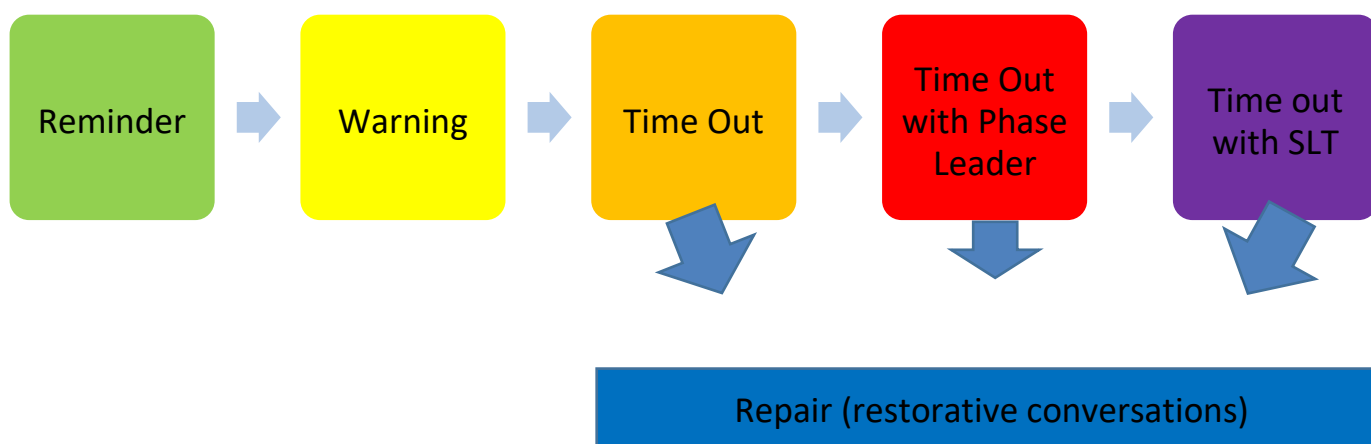 Reminder
Warning
Time Out
Time Out
with Phase
Leader
Time out
with SLT
Repair (restorative conversations)